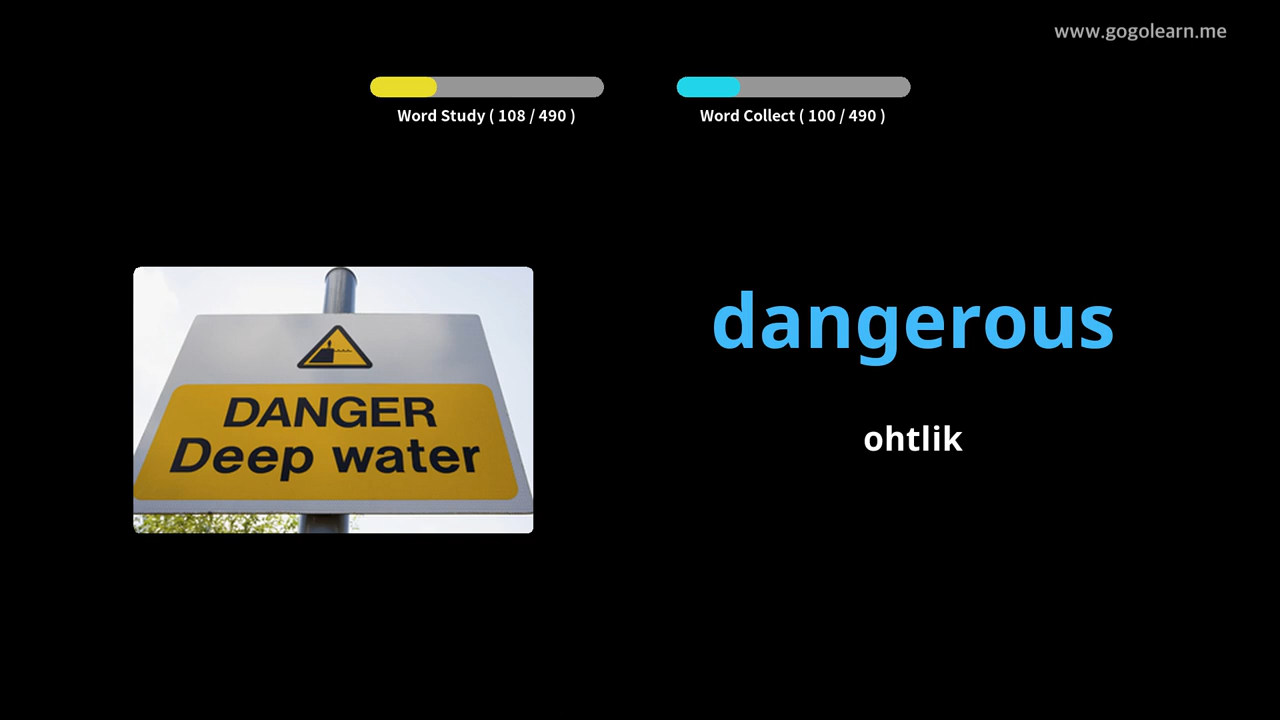 www.gogolearn.me
Word Study ( 108 / 490 )
Word Collect ( 100 / 490 )
DANGER
Deep water
dangerous
ohtlik